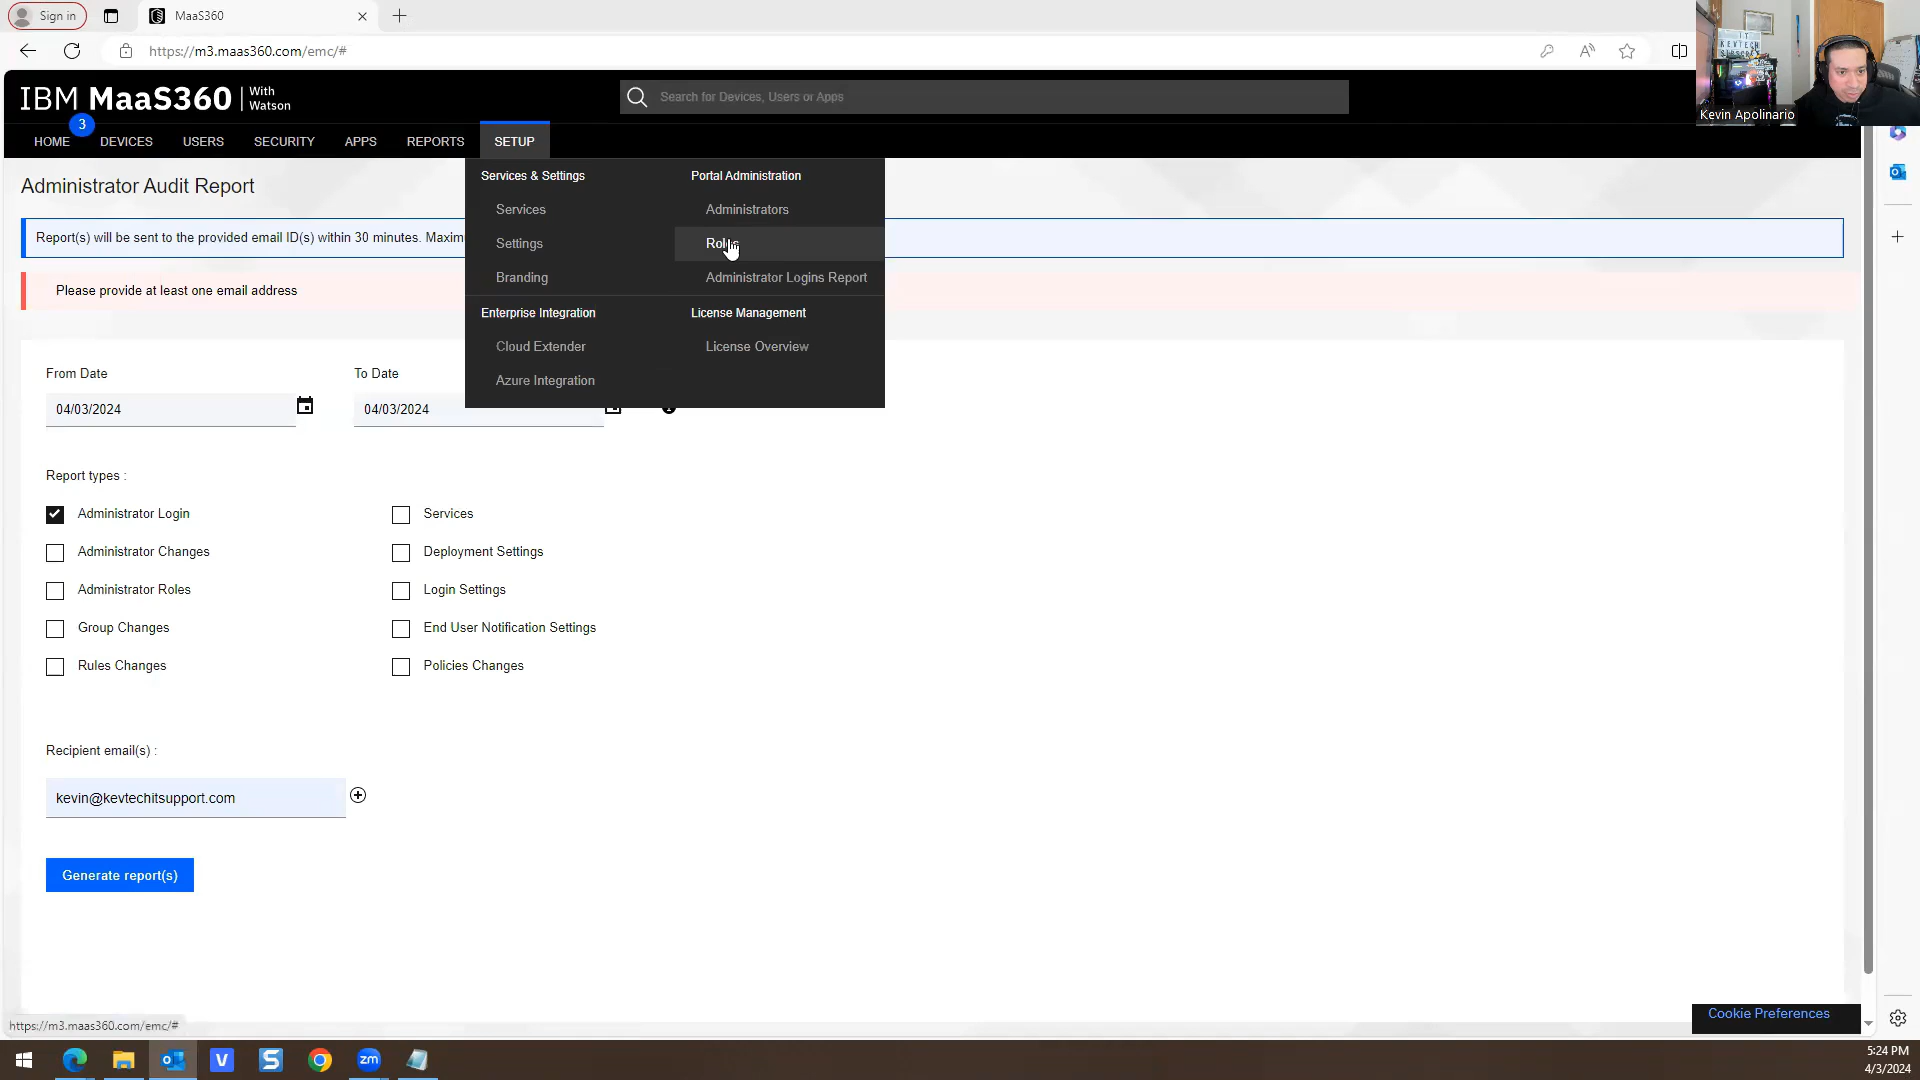 Sign in
MaaS360
https://m3.maas360.com/emc/#
IBM MaaS360 | With Watson
Search for Devices, Users or Apps
Kevin Apolinario
3
HOME DEVICES USERS SECURITY APPS REPORTS SETUP
Services & Settings
Services
Settings
Branding
Enterprise Integration
Cloud Extender
Azure Integration
Portal Administration
Administrators
Roles
Administrator Logins Report
License Management
License Overview
Administrator Audit Report
Report(s) will be sent to the provided email ID(s) within 30 minutes.
Please provide at least one email address
From Date
To Date
04/03/2024
04/03/2024
Report types :
Administrator Login
Services
Administrator Changes
Deployment Settings
Administrator Roles
Login Settings
Group Changes
End User Notification Settings
Rules Changes
Policies Changes
Recipient email(s) :
kevin@kevtechitsupport.com
Generate report(s)
Cookie Preferences
https://m3.maas360.com/emc/#
5:24 PM
4/3/2024